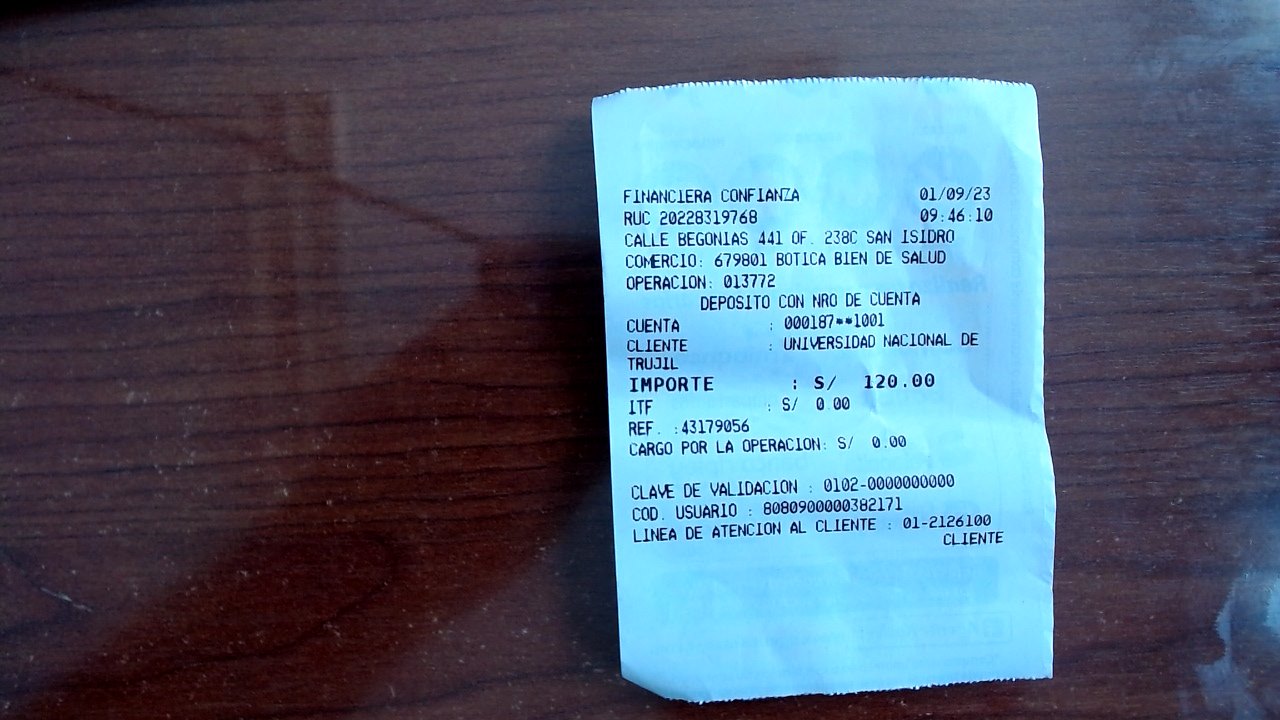 FINANCIERA CONFIANZA 01/09/23
RUC 20228319768 09:46:10
CALLE BEGONIAS 441 OF. 238C SAN ISIDRO
COMERCIO: 679801 BOTICA BIEN DE SALUD
OPERACION: 013772
DEPOSITO CON NRO DE CUENTA
CUENTA : 000187**1001
CLIENTE : UNIVERSIDAD NACIONAL DE
TRUJIL
IMPORTE : S/ 120.00
ITF : S/ 0.00
REF. :43179056
CARGO POR LA OPERACION: S/ 0.00
CLAVE DE VALIDACION : 0102-0000000000
COD. USUARIO : 8080900000382171
LINEA DE ATENCION AL CLIENTE : 01-2126100
CLIENTE